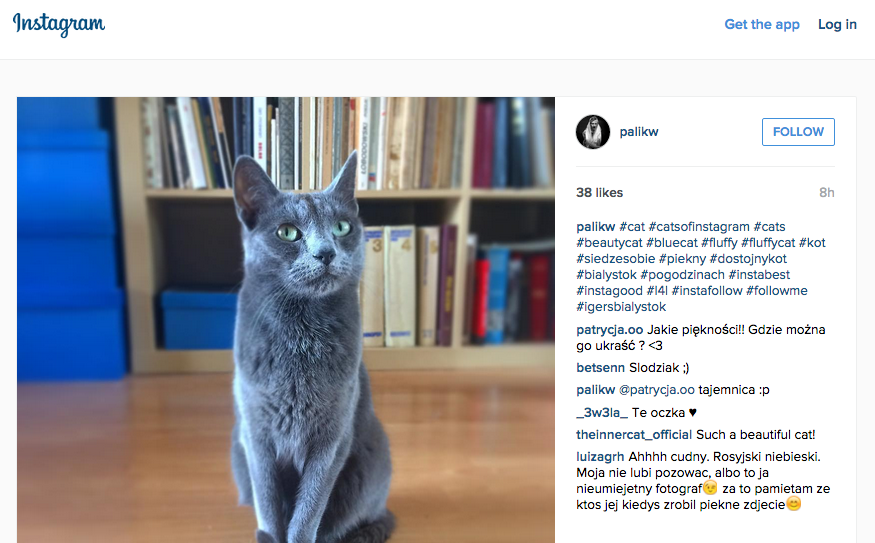 Instagram
Get the app
Log in
palikw
FOLLOW
38 likes
8h
palikw #cat #catsofinstagram #cats
#beautycat #bluecat #fluffy #fluffycat #kot
#siedzesobie #piekny #dostojnykot
#bialystok #pogodzinach #instabest
#instagood #l4l #instafollow #followme
#igersbialystok
patrycja.oo Jakie piękności!! Gdzie można
go ukraść ? <3
betsenn Slodziak ;)
palikw @patrycja.oo tajemnica :p
_3w3la_ Te oczka ♥
theinnercat_official Such a beautiful cat!
luizagrh Ahhhh cudny. Rosyjski niebieski.
Moja nie lubi pozowac, albo to ja
nieumiejetny fotograf😉 za to pamietam ze
ktos jej kiedys zrobil piekne zdjecie😊
ŁOBODOWSKI
3
4